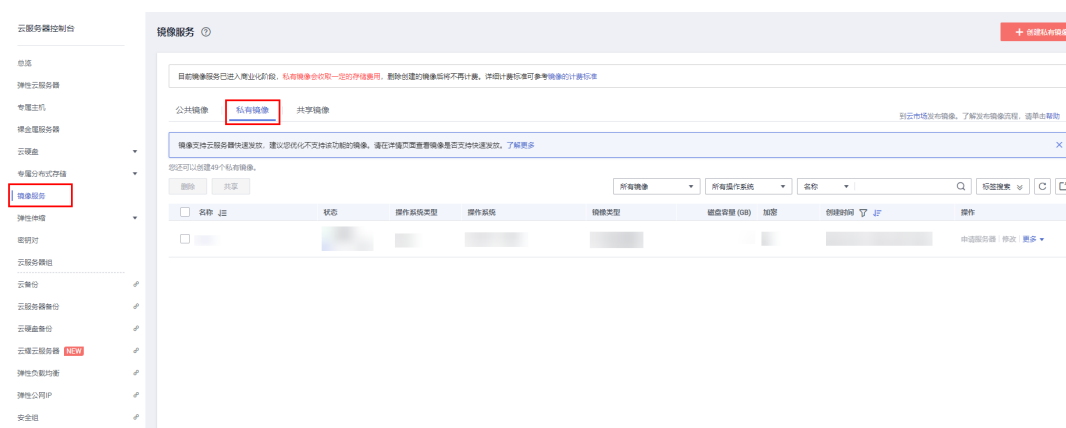 云服务器控制台
总览
弹性云服务器
专属主机
裸金属服务器
云硬盘
专属分布式存储
镜像服务
弹性伸缩
密钥对
云服务器组
云备份
云服务器备份
云硬盘备份
云耀云服务器 NEW
弹性负载均衡
弹性公网IP
安全组
镜像服务
创建私有镜像
目前镜像服务已进入商业化阶段，私有镜像会收取一定的存储费用，删除创建的镜像后将不再计费。详细计费标准可参考镜像的计费标准
公共镜像 私有镜像 共享镜像
到云市场发布镜像。了解发布镜像流程，请单击帮助
镜像支持云服务器快速发放，建议您优化不支持该功能的镜像。请在详情页面查看镜像是否支持快速发放。了解更多
您还可以创建49个私有镜像。
删除 共享 所有镜像 所有操作系统 名称 标签搜索
名称 状态 操作系统类型 操作系统 镜像类型 磁盘容量 (GB) 加密 创建时间 操作
申请服务器 修改 更多